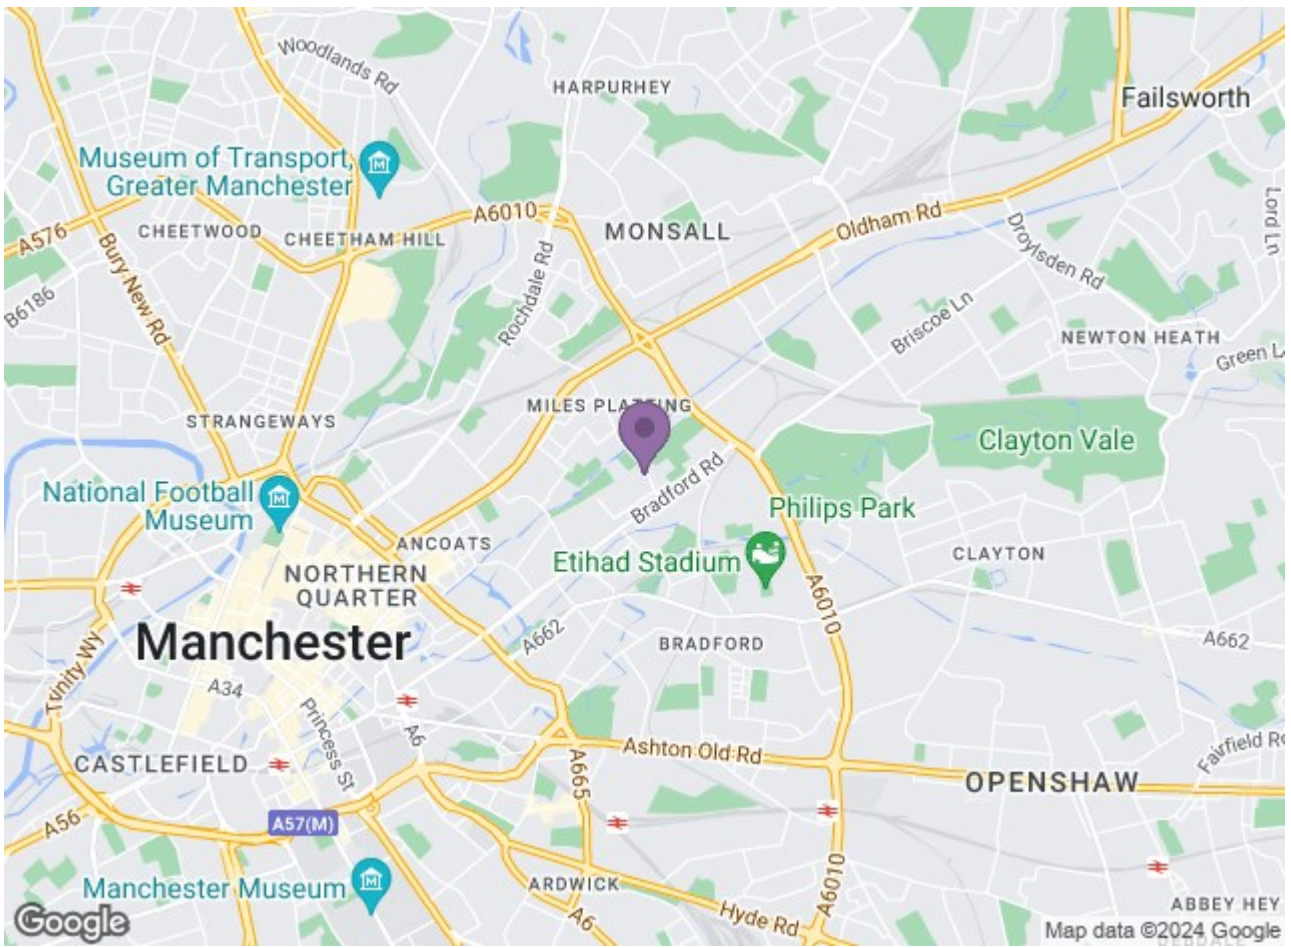 Woodlands Rd
HARPURHEY
Failsworth
Museum of Transport,
Greater Manchester
A6010
Oldham Rd
Lord Ln
A576
CHEETWOOD
CHEETHAM HILL
MONSALL
Droylsden Rd
Bury New Rd
Rochdale Rd
B6186
Briscoe Ln
NEWTON HEATH
Green L
MILES PLATTING
STRANGEWAYS
Clayton Vale
Bradford Rd
National Football
Museum
Philips Park
ANCOATS
Etihad Stadium
CLAYTON
NORTHERN
QUARTER
A6010
A662
A662
Manchester
BRADFORD
Trinity Wy
A34
Princess St
A6
Ashton Old Rd
Fairfield Rd
CASTLEFIELD
A665
OPENSHAW
A56
A57(M)
Manchester Museum
ARDWICK
A6010
A6
Hyde Rd
ABBEY HEY
Google
Map data ©2024 Google